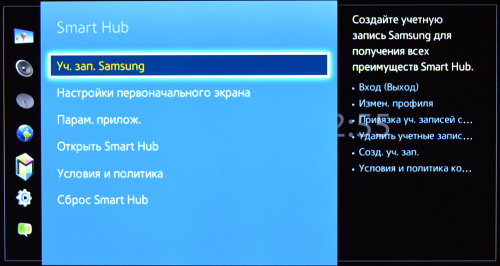 Smart Hub
Уч. зап. Samsung
Настройки первоначального экрана
Парам. прилож.
Открыть Smart Hub
Условия и политика
Сброс Smart Hub
Создайте учетную
запись Samsung для
получения всех
преимуществ Smart Hub.
• Вход (Выход)
• Измен. профиля
• Привязка уч. записей с...
• Удалить учетные запис...
• Созд. уч. зап.
• Условия и политика ко...
2:55